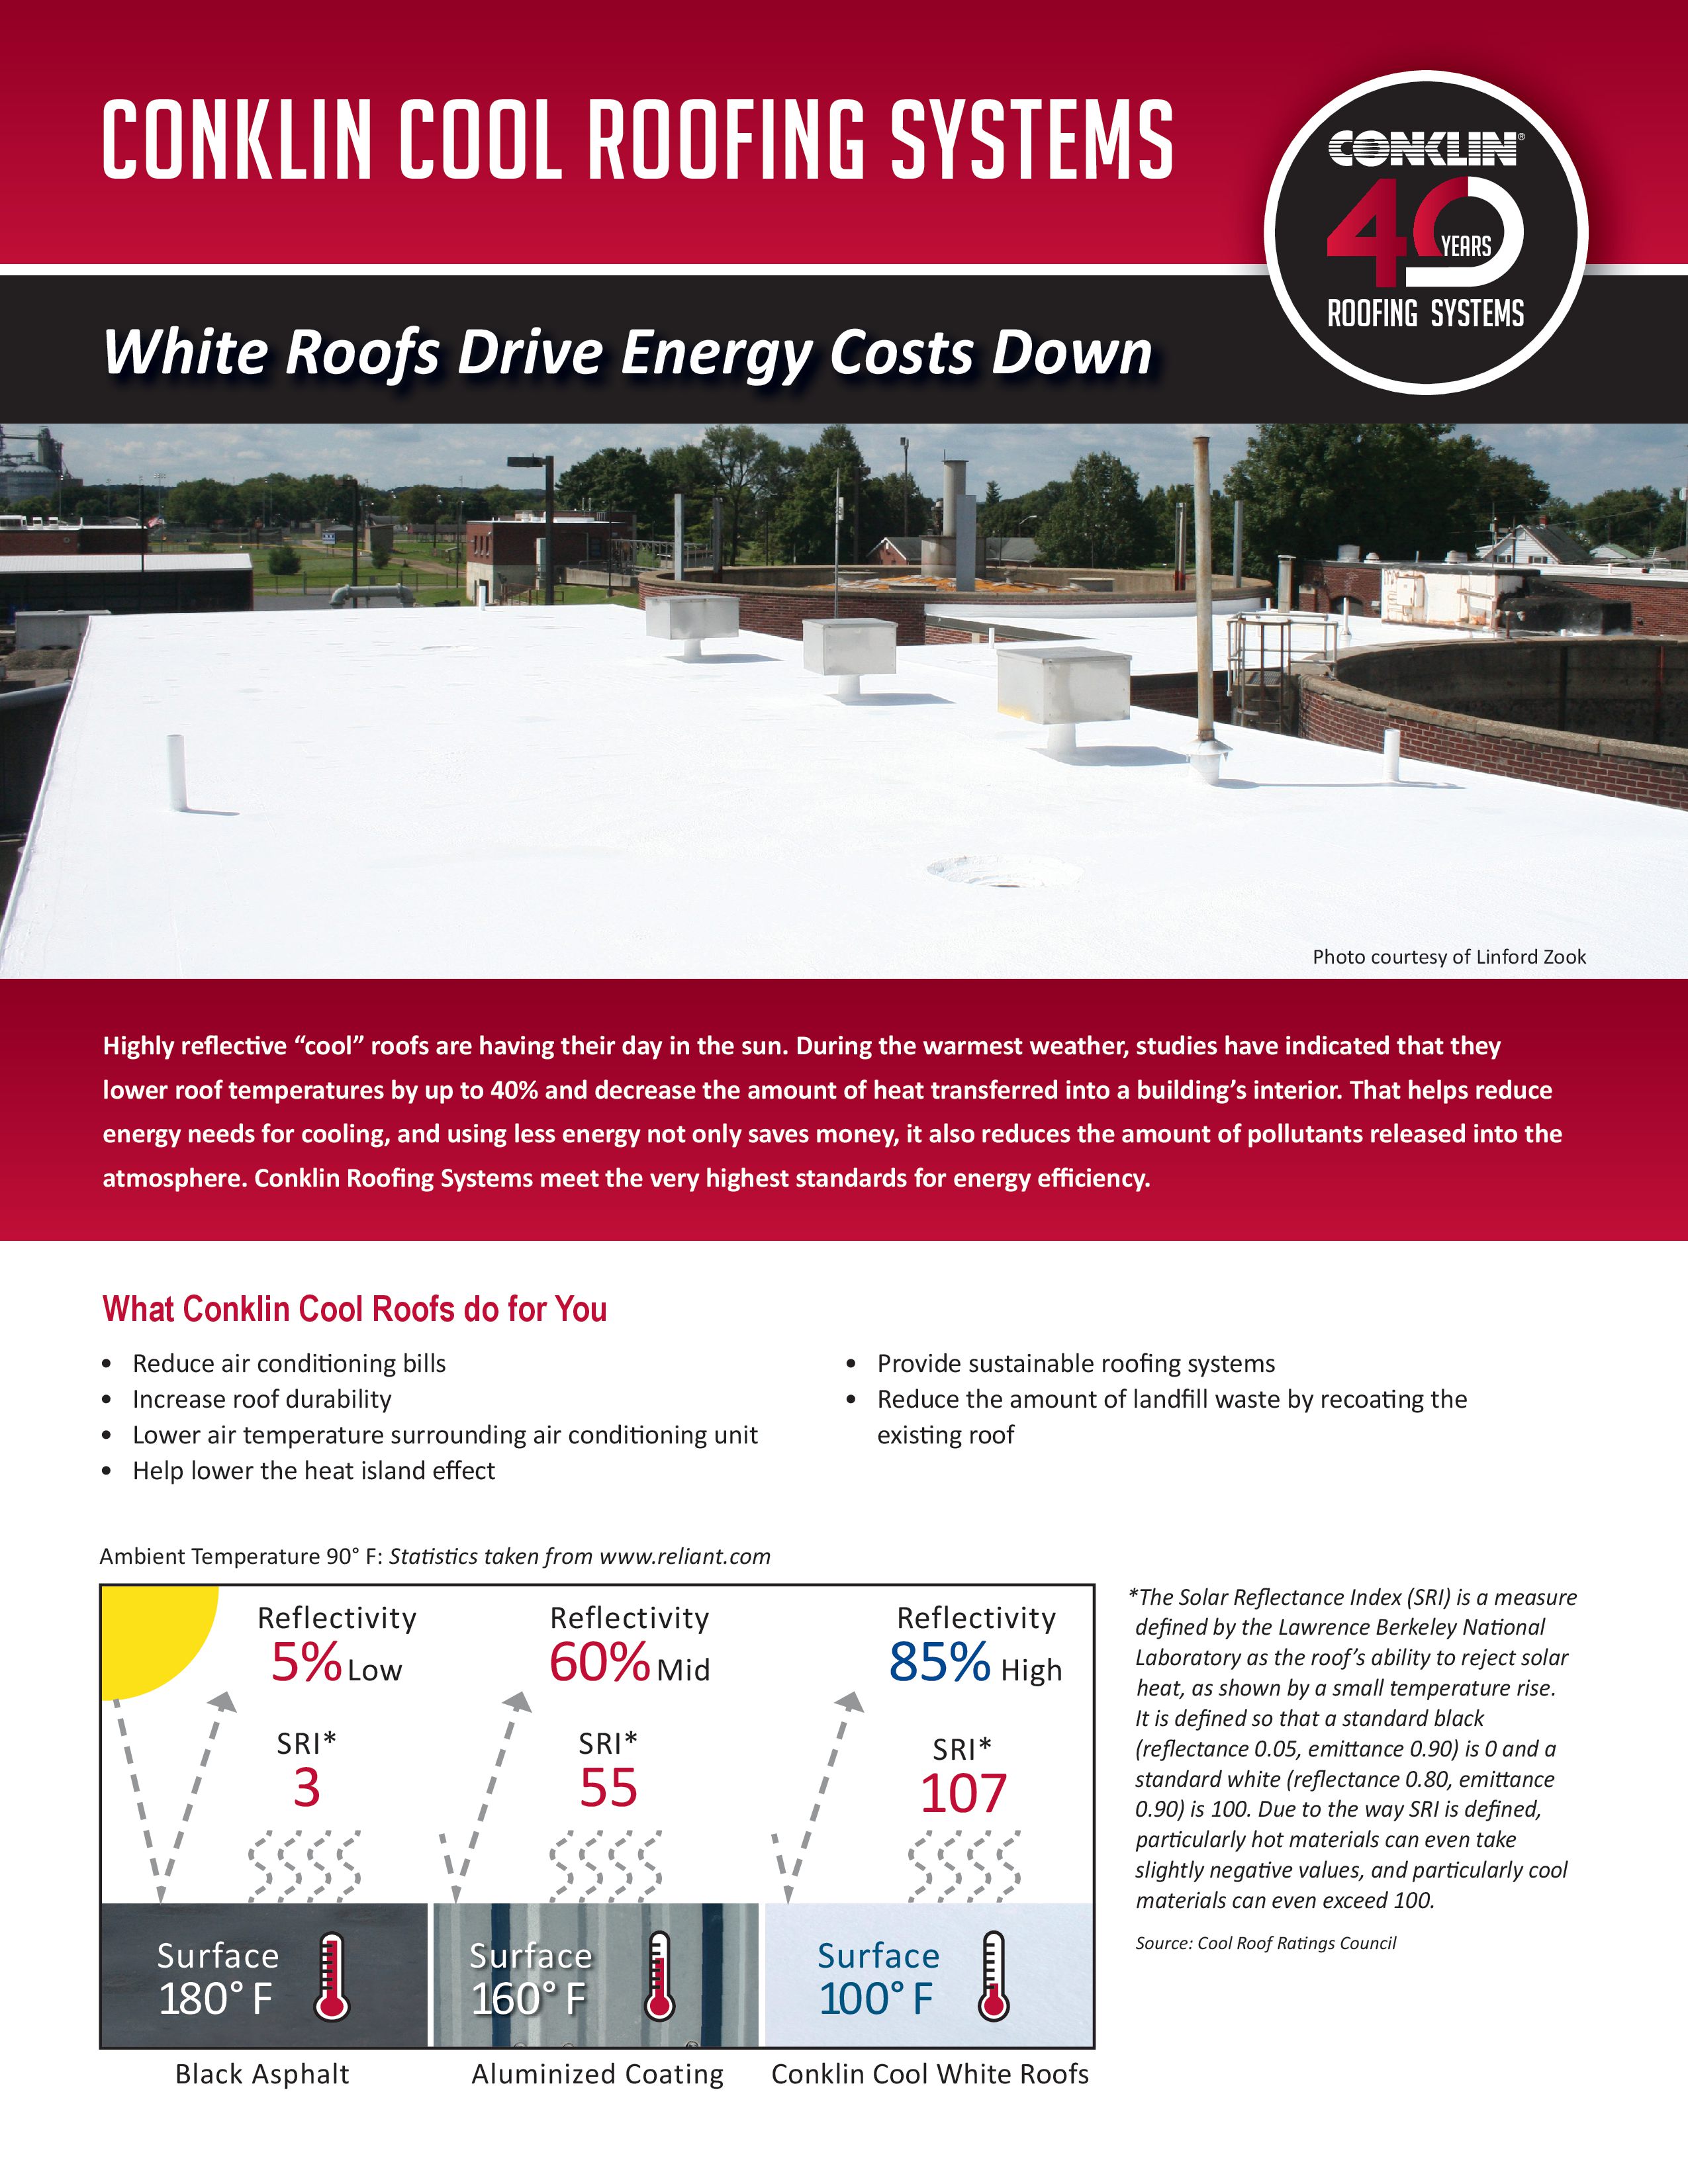 CONKLIN COOL ROOFING SYSTEMS
CONKLIN®
40
YEARS
ROOFING SYSTEMS
White Roofs Drive Energy Costs Down
Photo courtesy of Linford Zook
Highly reflective “cool” roofs are having their day in the sun. During the warmest weather, studies have indicated that they
lower roof temperatures by up to 40% and decrease the amount of heat transferred into a building’s interior. That helps reduce
energy needs for cooling, and using less energy not only saves money, it also reduces the amount of pollutants released into the
atmosphere. Conklin Roofing Systems meet the very highest standards for energy efficiency.
What Conklin Cool Roofs do for You
• Reduce air conditioning bills
• Increase roof durability
• Lower air temperature surrounding air conditioning unit
• Help lower the heat island effect
• Provide sustainable roofing systems
• Reduce the amount of landfill waste by recoating the
existing roof
Ambient Temperature 90° F: Statistics taken from www.reliant.com
Reflectivity
5% Low
SRI*
3
Surface
180° F
Black Asphalt
Reflectivity
60% Mid
SRI*
55
Surface
160° F
Aluminized Coating
Reflectivity
85% High
SRI*
107
Surface
100° F
Conklin Cool White Roofs
*The Solar Reflectance Index (SRI) is a measure
defined by the Lawrence Berkeley National
Laboratory as the roof’s ability to reject solar
heat, as shown by a small temperature rise.
It is defined so that a standard black
(reflectance 0.05, emittance 0.90) is 0 and a
standard white (reflectance 0.80, emittance
0.90) is 100. Due to the way SRI is defined,
particularly hot materials can even take
slightly negative values, and particularly cool
materials can even exceed 100.
Source: Cool Roof Ratings Council